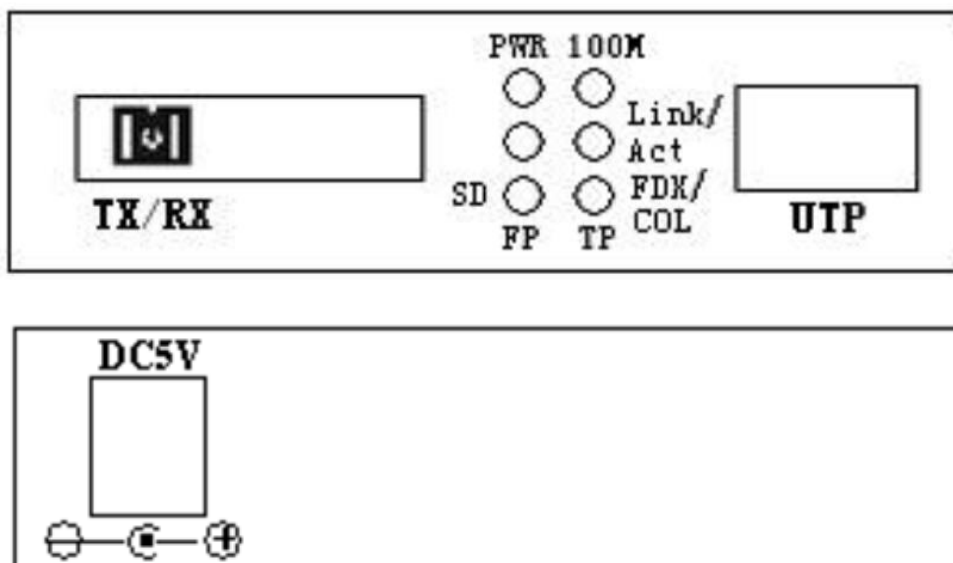 PWR 100M
Link/
Act
SD
FDX/
COL
FP TP
TX/RX
UTP
DC5V